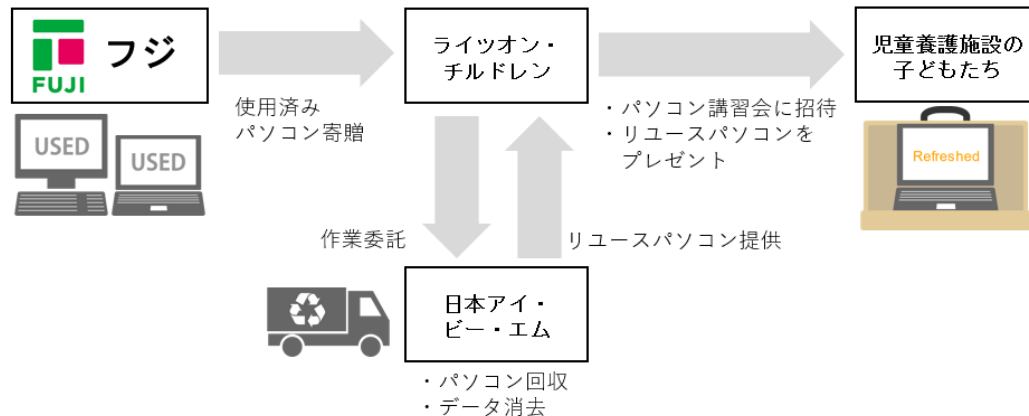 フジ
FUJI
USED
USED
使用済み
パソコン寄贈
ライツオン・
チルドレン
・パソコン講習会に招待
・リユースパソコンを
プレゼント
児童養護施設の
子どもたち
Refreshed
作業委託
リユースパソコン提供
日本アイ・
ビー・エム
・パソコン回収
・データ消去